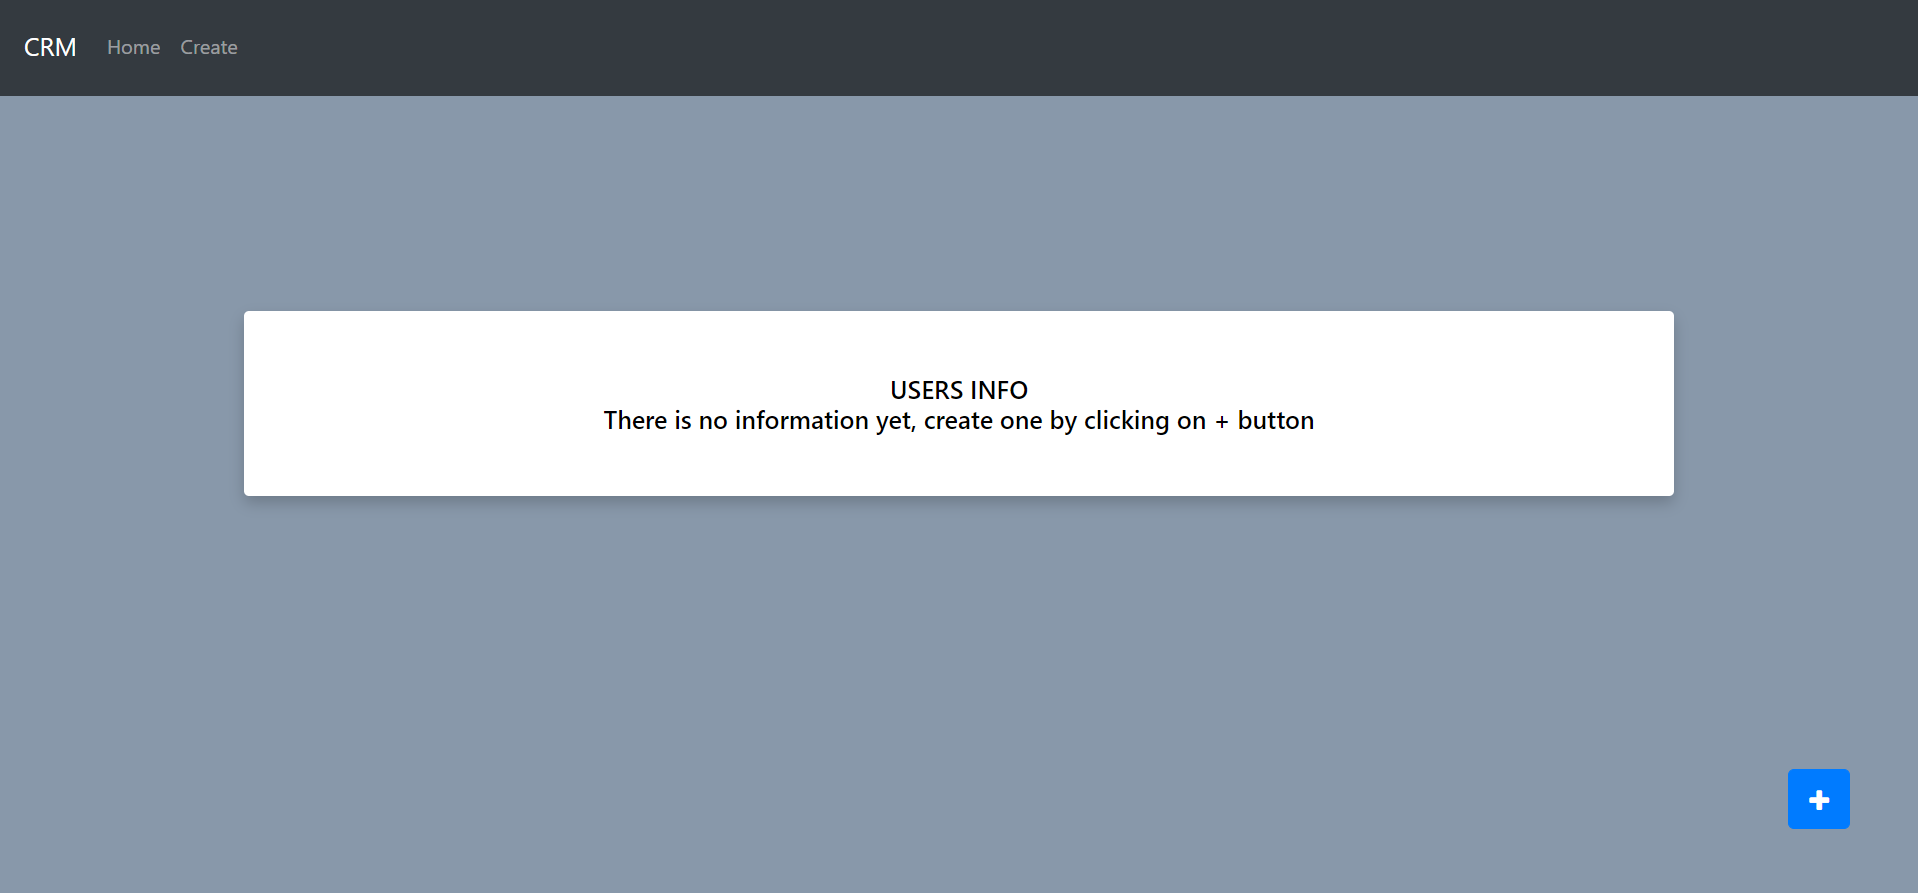 CRM Home Create
USERS INFO
There is no information yet, create one by clicking on + button